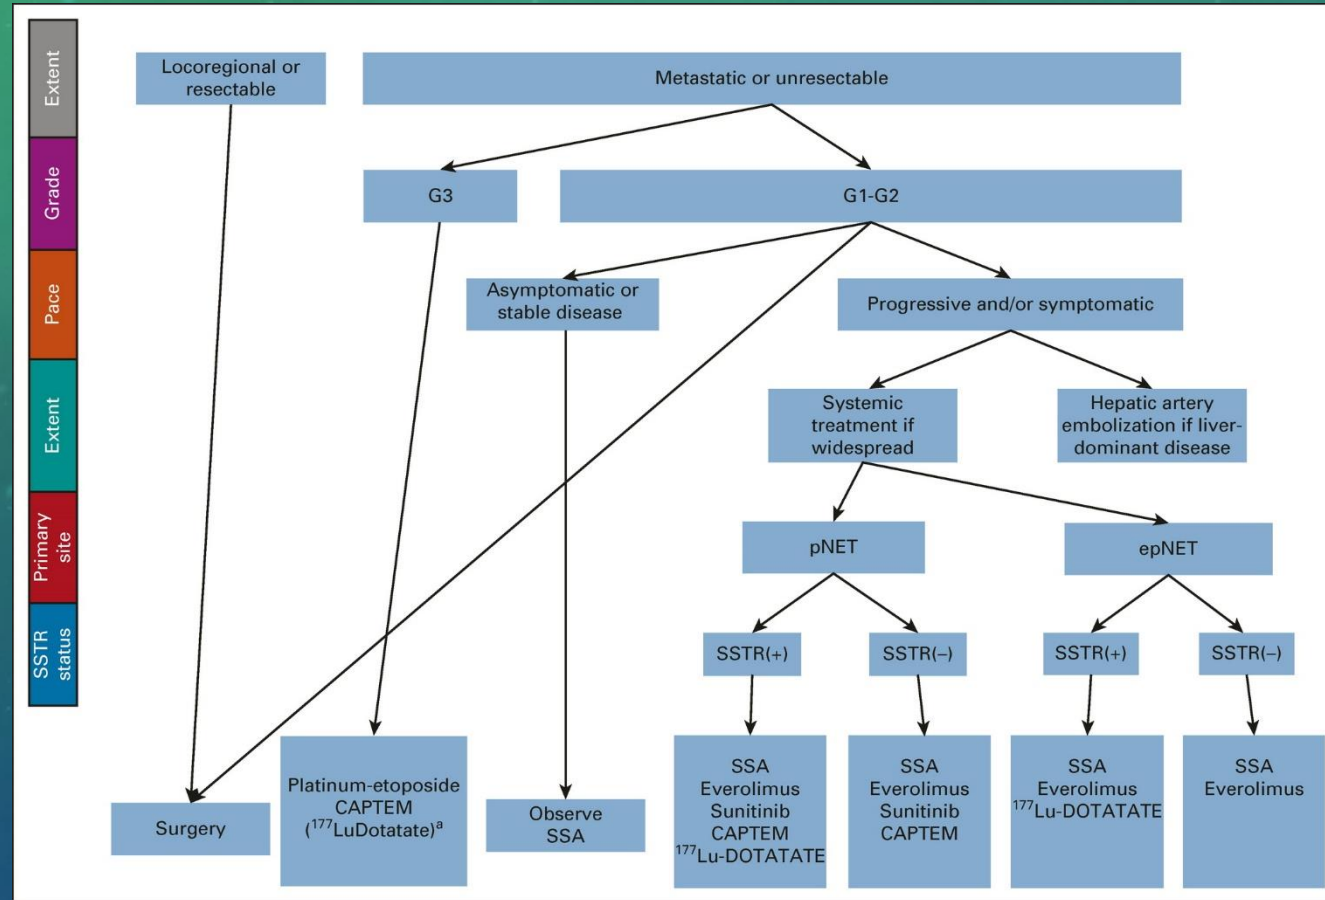 Extent
Grade
Pace
Extent
Primary
site
SSTR
status
Locoregional or
resectable
Metastatic or unresectable
G3
G1-G2
Asymptomatic or
stable disease
Progressive and/or symptomatic
Systemic
treatment if
widespread
Hepatic artery
embolization if liver-
dominant disease
pNET
epNET
SSTR(+)
SSTR(–)
SSTR(+)
SSTR(–)
Surgery
Platinum-etoposide
CAPTEM
(¹⁷⁷LuDotatate)ᵃ
Observe
SSA
SSA
Everolimus
Sunitinib
CAPTEM
¹⁷⁷Lu-DOTATATE
SSA
Everolimus
Sunitinib
CAPTEM
SSA
Everolimus
¹⁷⁷Lu-DOTATATE
SSA
Everolimus